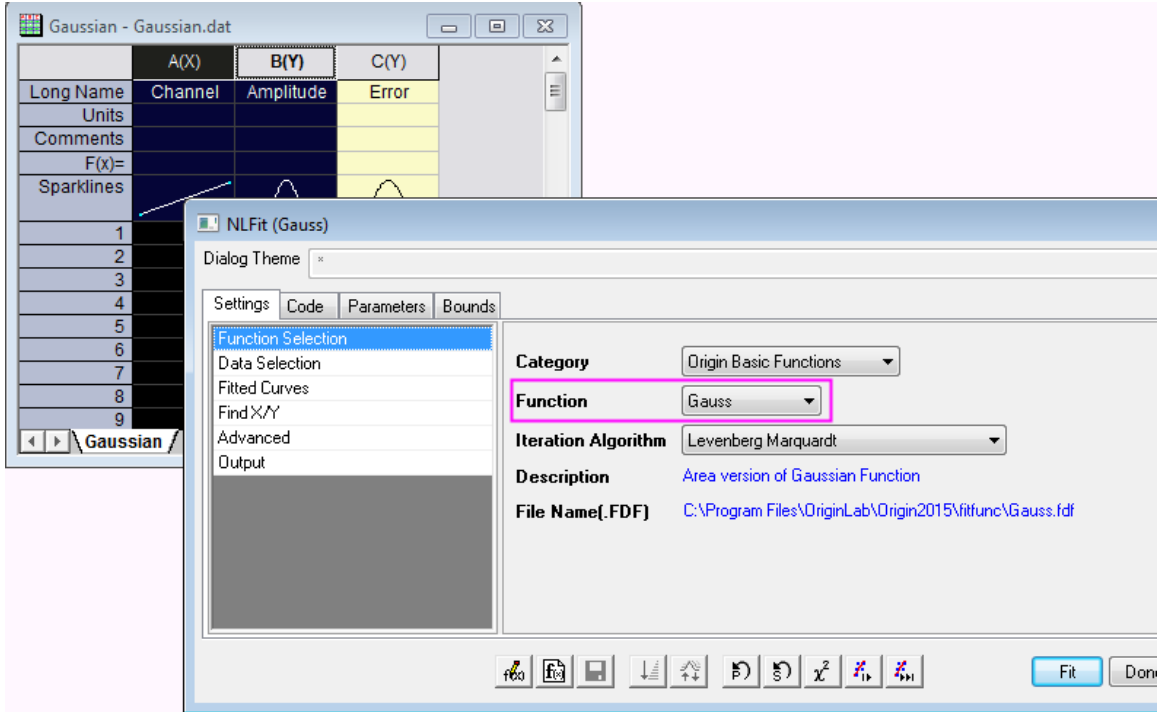 Gaussian - Gaussian.dat
A(X) B(Y) C(Y)
Long Name Channel Amplitude Error
Units
Comments
F(x)=
Sparklines
1
2
3
4
5
6
7
8
9
Gaussian
NLFit (Gauss)
Dialog Theme *
Settings Code Parameters Bounds
Function Selection
Data Selection
Fitted Curves
Find X/Y
Advanced
Output
Category Origin Basic Functions
Function Gauss
Iteration Algorithm Levenberg Marquardt
Description Area version of Gaussian Function
File Name(.FDF) C:\Program Files\OriginLab\Origin2015\fitfunc\Gauss.fdf
Fit Done